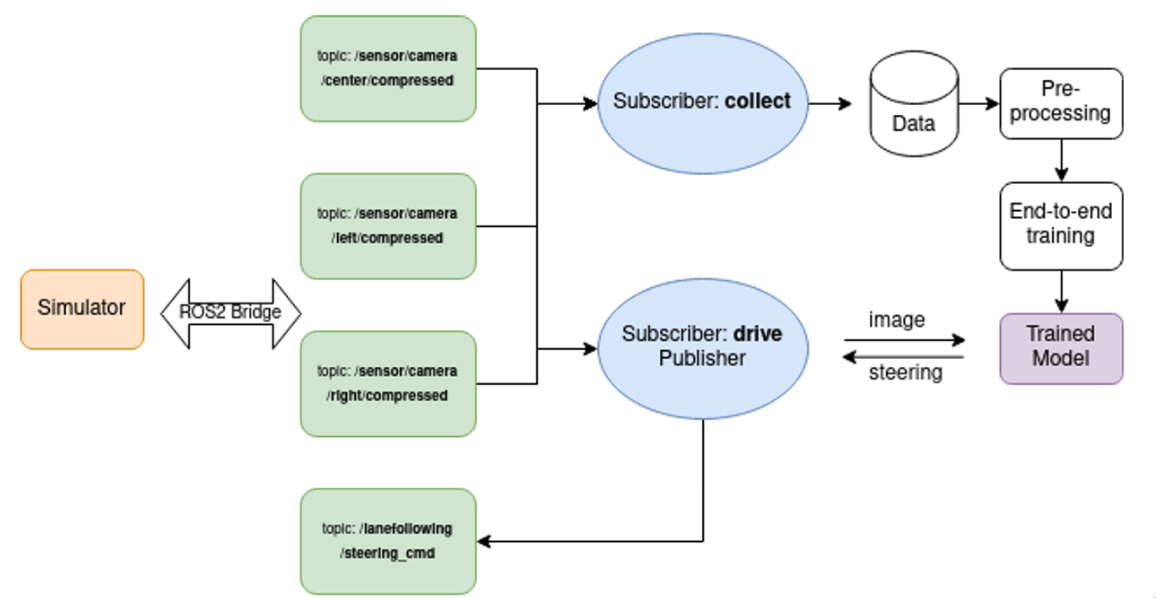 topic: /sensor/camera
/center/compressed
Subscriber: collect
Data
Pre-
processing
topic: /sensor/camera
/left/compressed
End-to-end
training
Simulator
ROS2 Bridge
topic: /sensor/camera
/right/compressed
Subscriber: drive
Publisher
image
steering
Trained
Model
topic: /lanefollowing
/steering_cmd